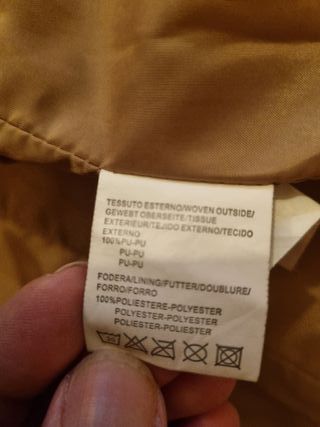 TESSUTO ESTERNO/WOVEN OUTSIDE/
GEWEBT OBERSEITE/TISSUE
EXTERIEUR/TEJIDO EXTERNO/TECIDO
EXTERNO:
100%PU-PU
PU-PU
PU-PU
FODERA/LINING/FUTTER/DOUBLURE/
FORRO/FORRO
100%POLIESTERE-POLYESTER
POLYESTER-POLYESTER
POLIESTER-POLIESTER